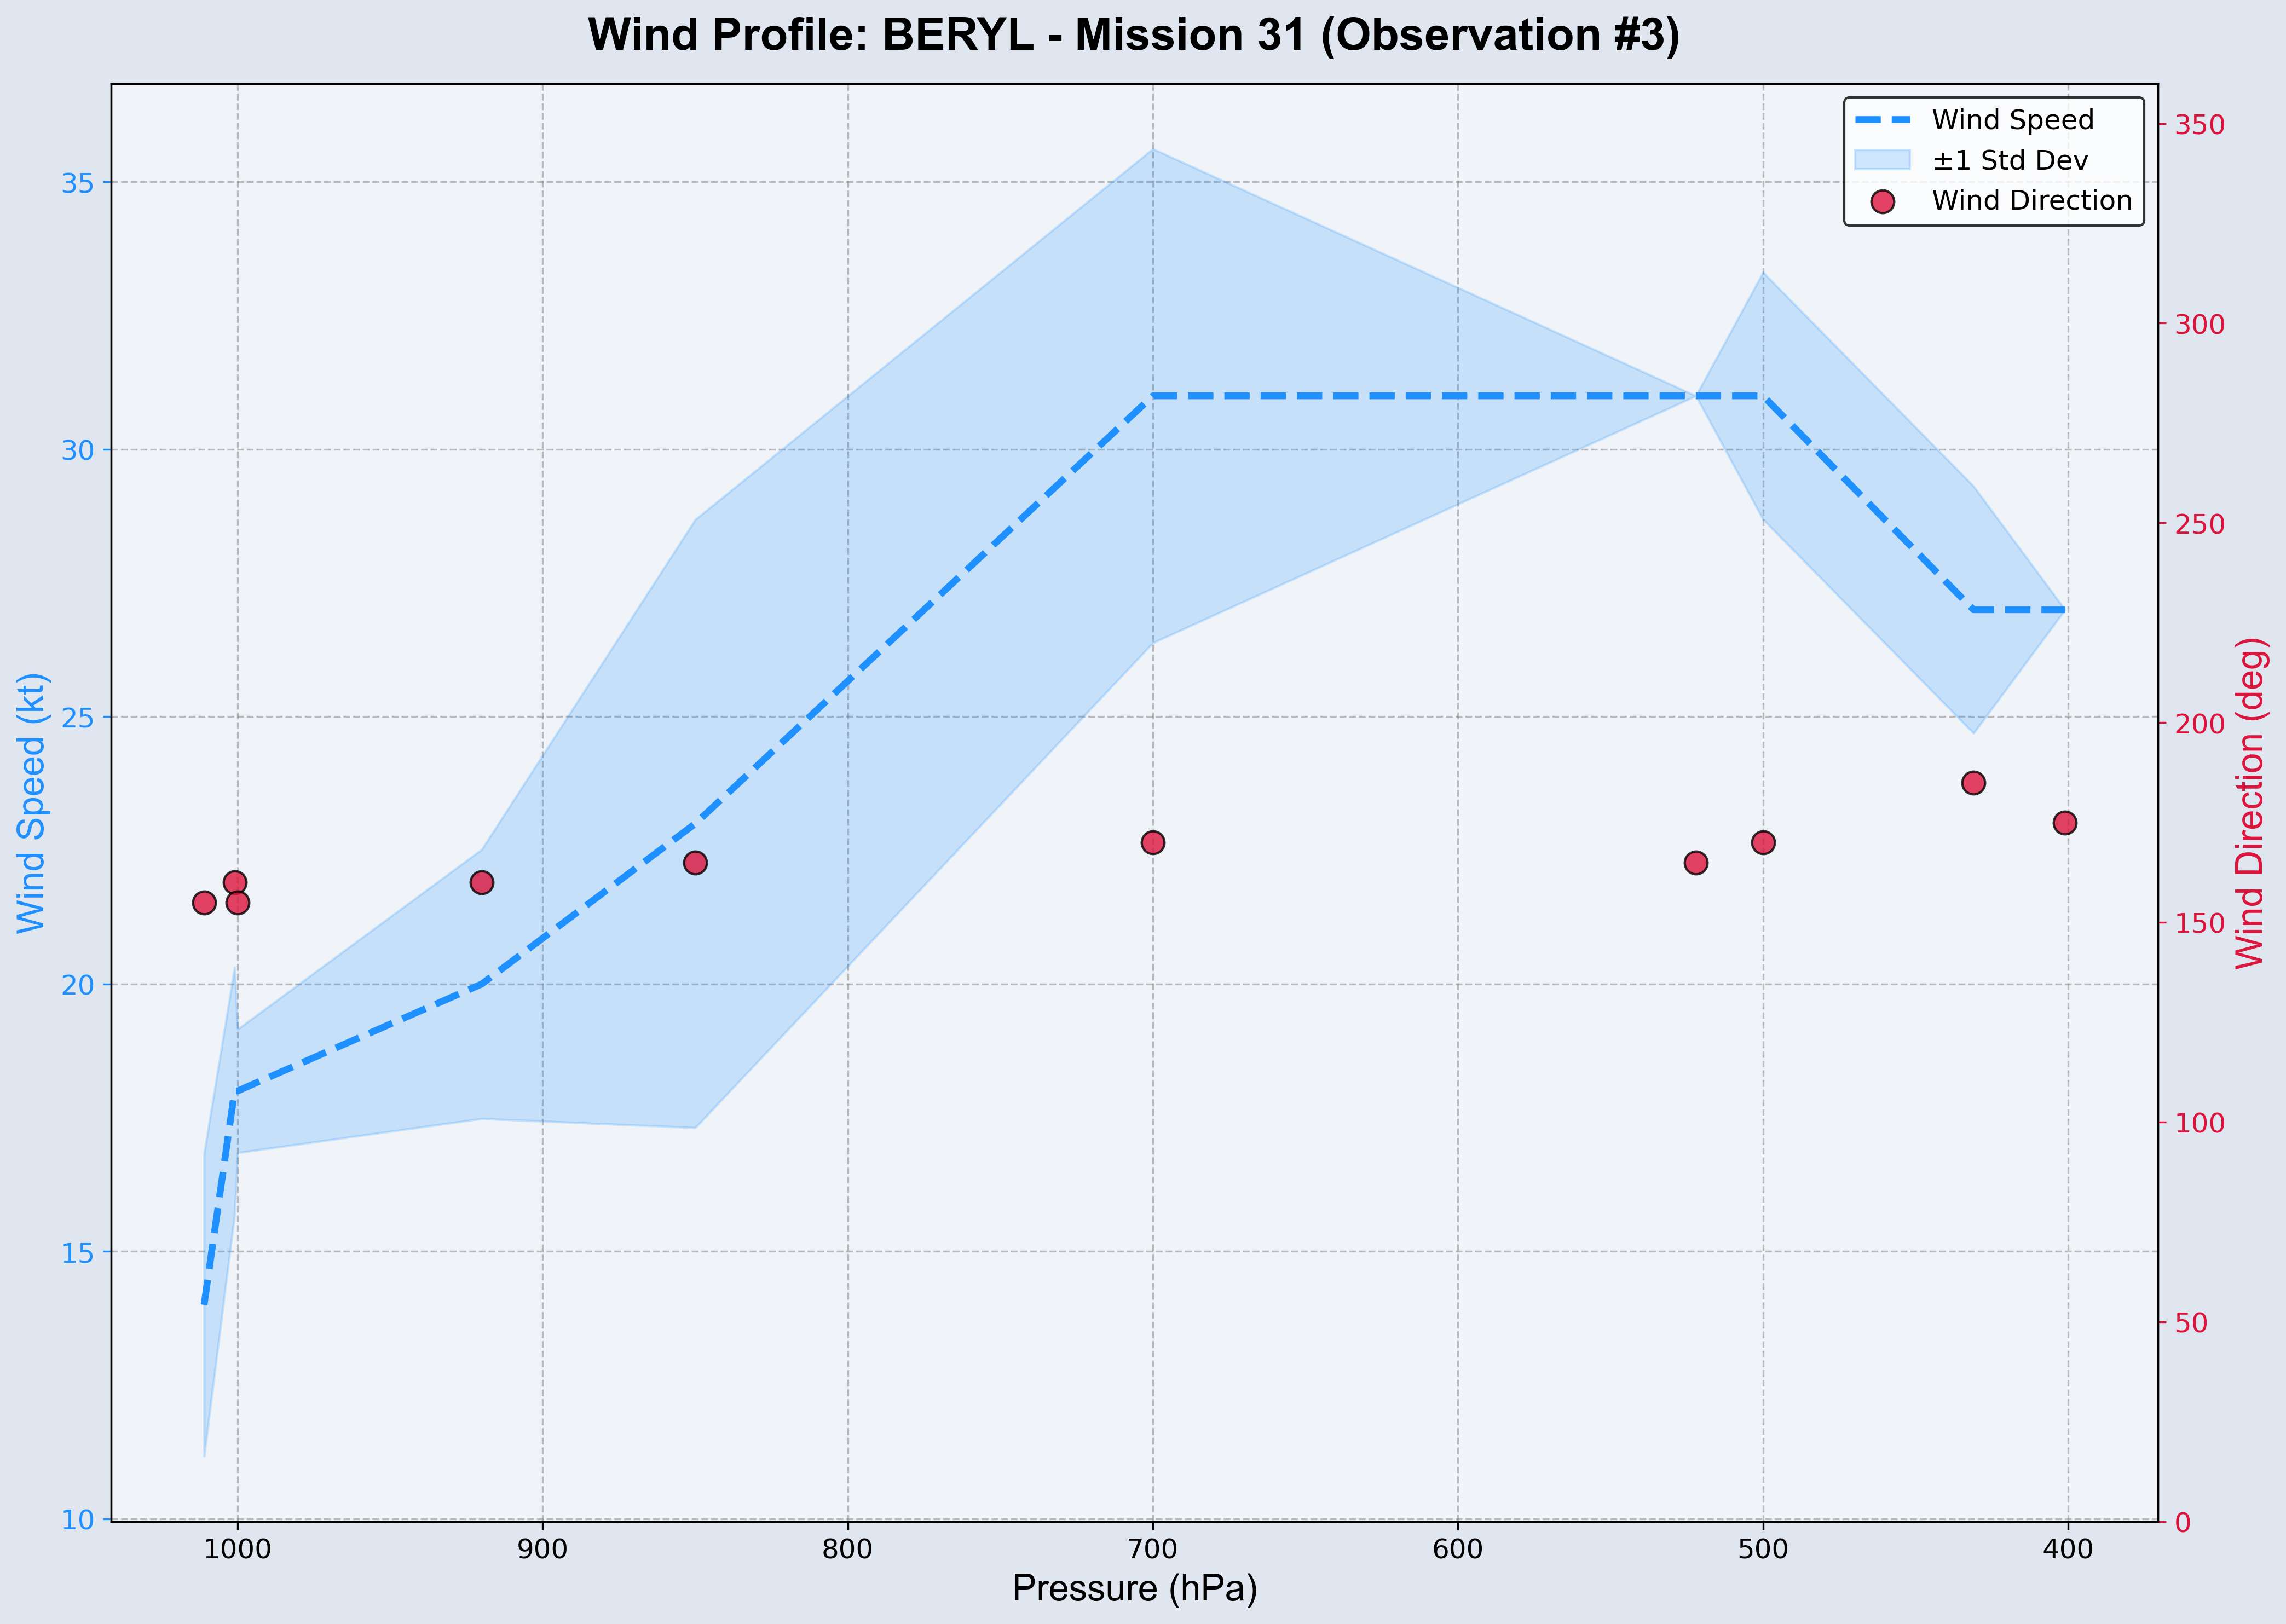 Wind Profile: BERYL - Mission 31 (Observation #3)
Wind Speed
±1 Std Dev
Wind Direction
Wind Speed (kt)
35
30
25
20
15
10
350
300
250
200
150
100
50
0
Wind Direction (deg)
1000 900 800 700 600 500 400
Pressure (hPa)